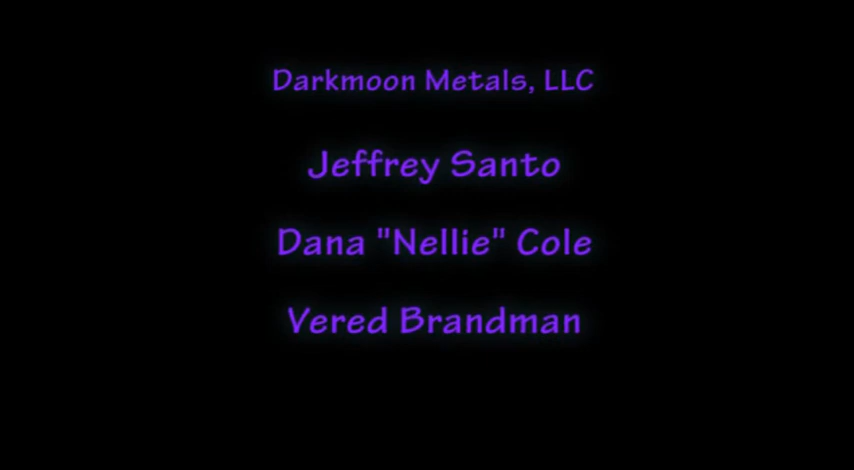 Darkmoon Metals, LLC
Jeffrey Santo
Dana "Nellie" Cole
Vered Brandman